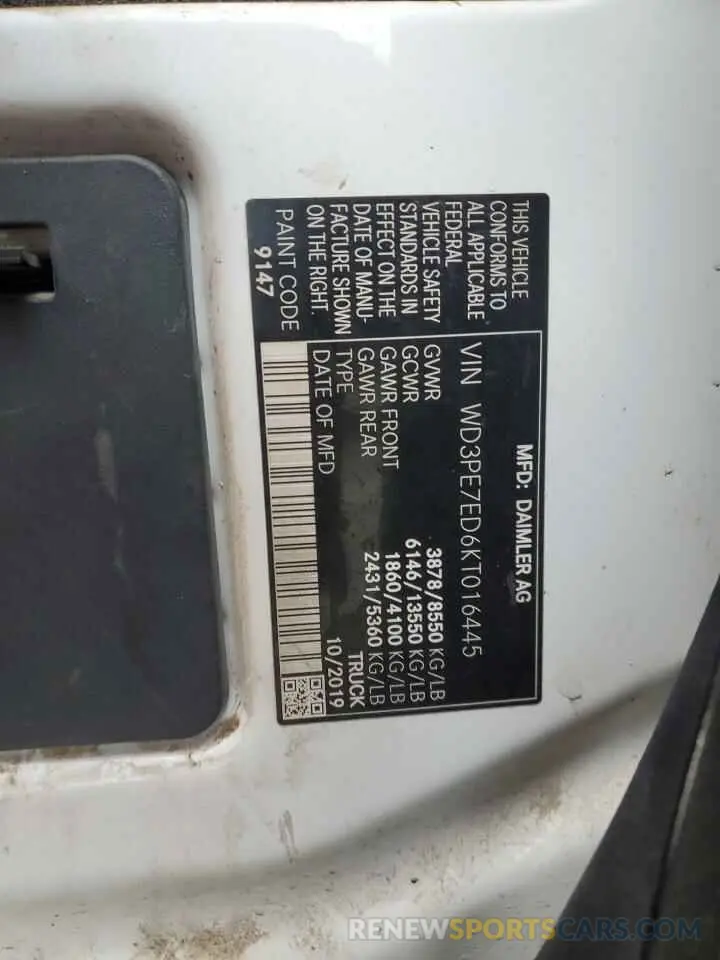 MFD: DAIMLER AG
VIN WD3PE7ED6KT016445
GVWR 3878/8550 KG/LB
GCWR 6146/13550 KG/LB
GAWR FRONT 1860/4100 KG/LB
GAWR REAR 2431/5360 KG/LB
TYPE TRUCK
DATE OF MFD 10/2019
THIS VEHICLE
CONFORMS TO
ALL APPLICABLE
FEDERAL
VEHICLE SAFETY
STANDARDS IN
EFFECT ON THE
DATE OF MANU-
FACTURE SHOWN
ON THE RIGHT.
PAINT CODE
9147
RENEWSPORTSCARS.COM